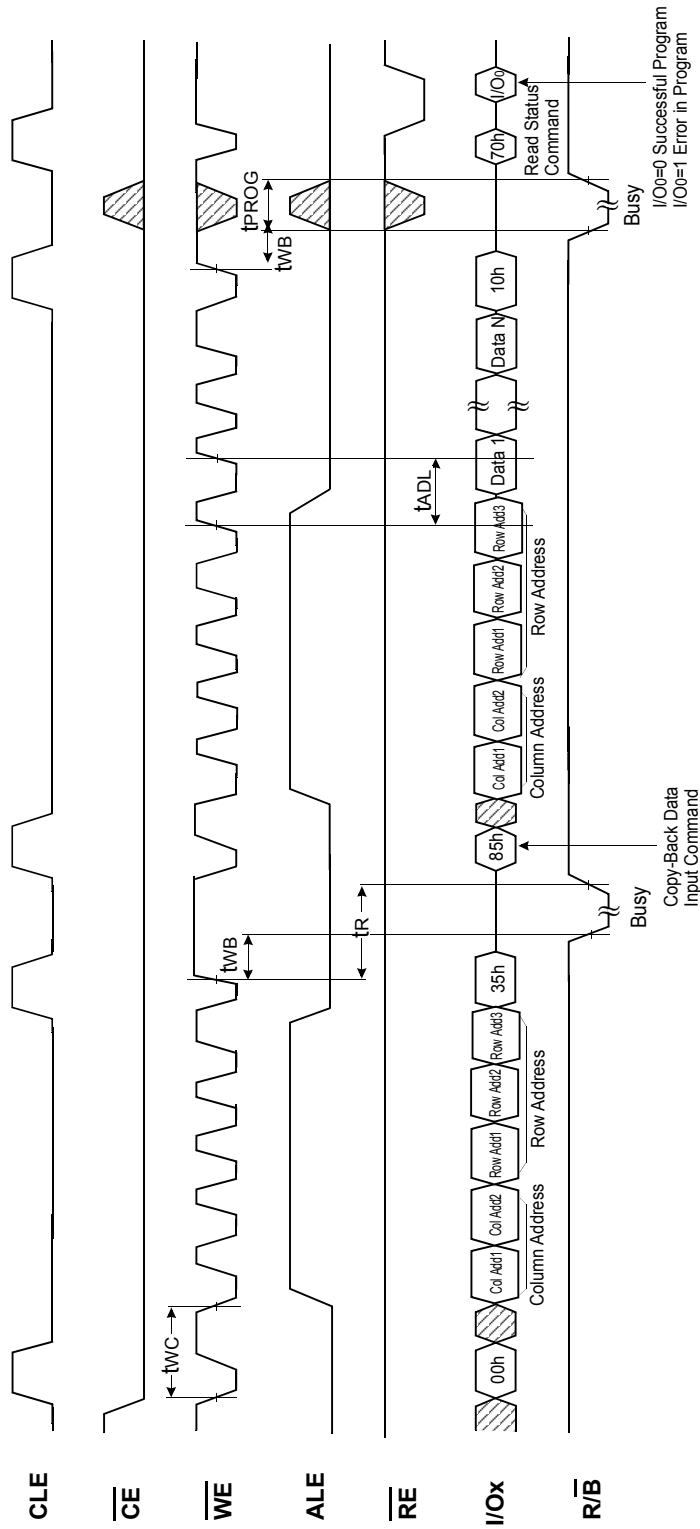 CLE
CE
WE
ALE
RE
I/Ox
R/B
tWC
tWB
tR
tADL
tWB
tPROG
00h
Col Add1
Col Add2
Row Add1
Row Add2
Row Add3
35h
Column Address
Row Address
85h
Col Add1
Col Add2
Row Add1
Row Add2
Row Add3
Data 1
Data N
10h
70h
I/O0
Column Address
Row Address
Read Status
Command
Busy
Busy
Copy-Back Data
Input Command
I/O0=0 Successful Program
I/O0=1 Error in Program